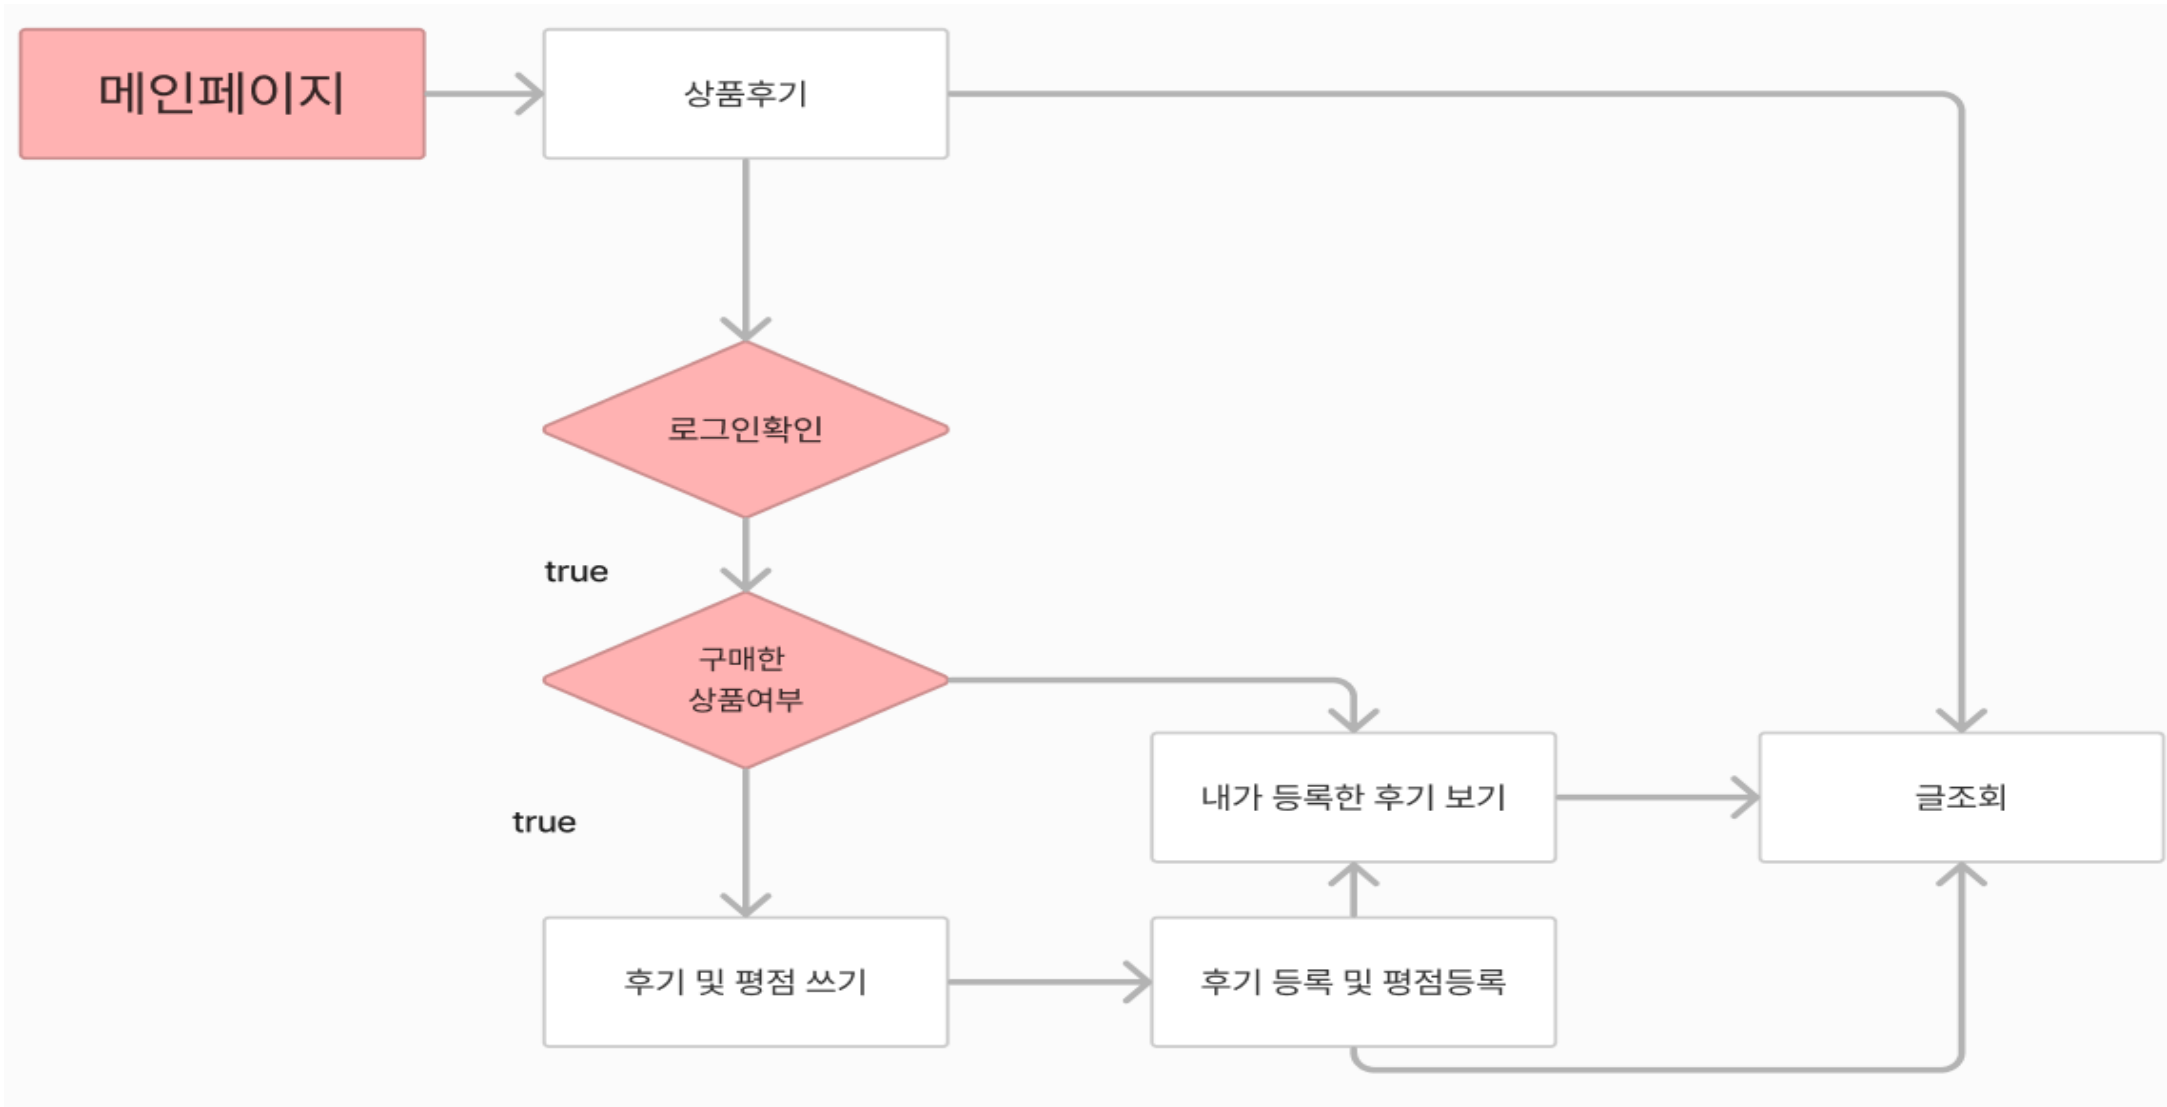 메인페이지
상품후기
로그인확인
true
구매한
상품여부
true
내가 등록한 후기 보기
글조회
후기 및 평점 쓰기
후기 등록 및 평점등록